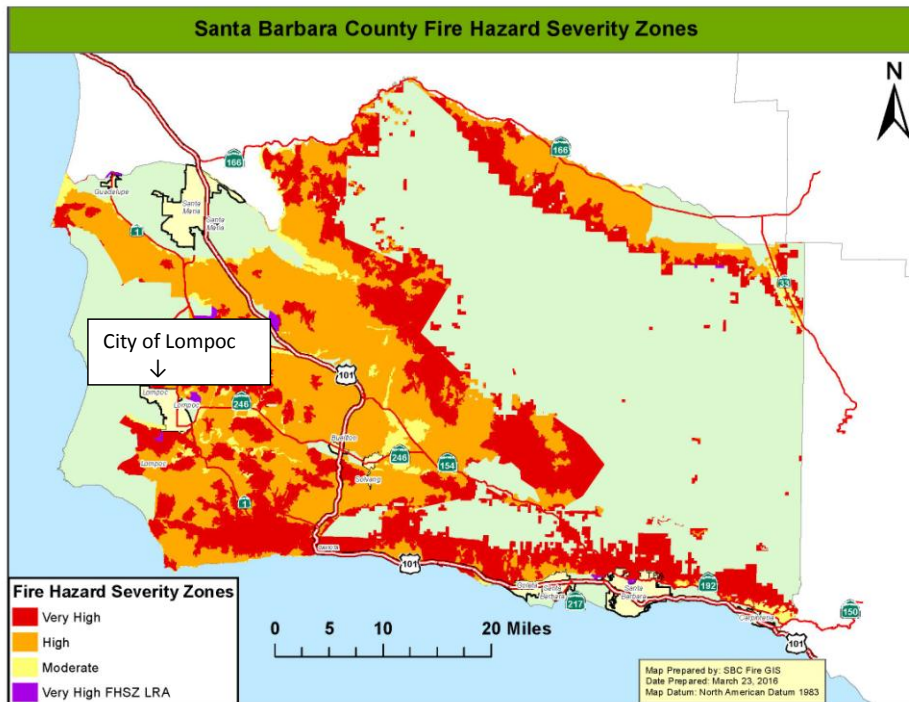 Santa Barbara County Fire Hazard Severity Zones
N
166
166
Guadalupe
Santa
Maria
Santa
Maria
1
33
City of Lompoc
↓
101
Lompoc
Lompoc
246
Buellton
246
154
Solvang
Lompoc
1
101
Goleta
Santa
Barbara
Santa
Barbara
192
217
150
Carpinteria
101
Fire Hazard Severity Zones
Very High
High
Moderate
Very High FHSZ LRA
0 5 10 20 Miles
Map Prepared by: SBC Fire GIS
Date Prepared: March 23, 2016
Map Datum: North American Datum 1983